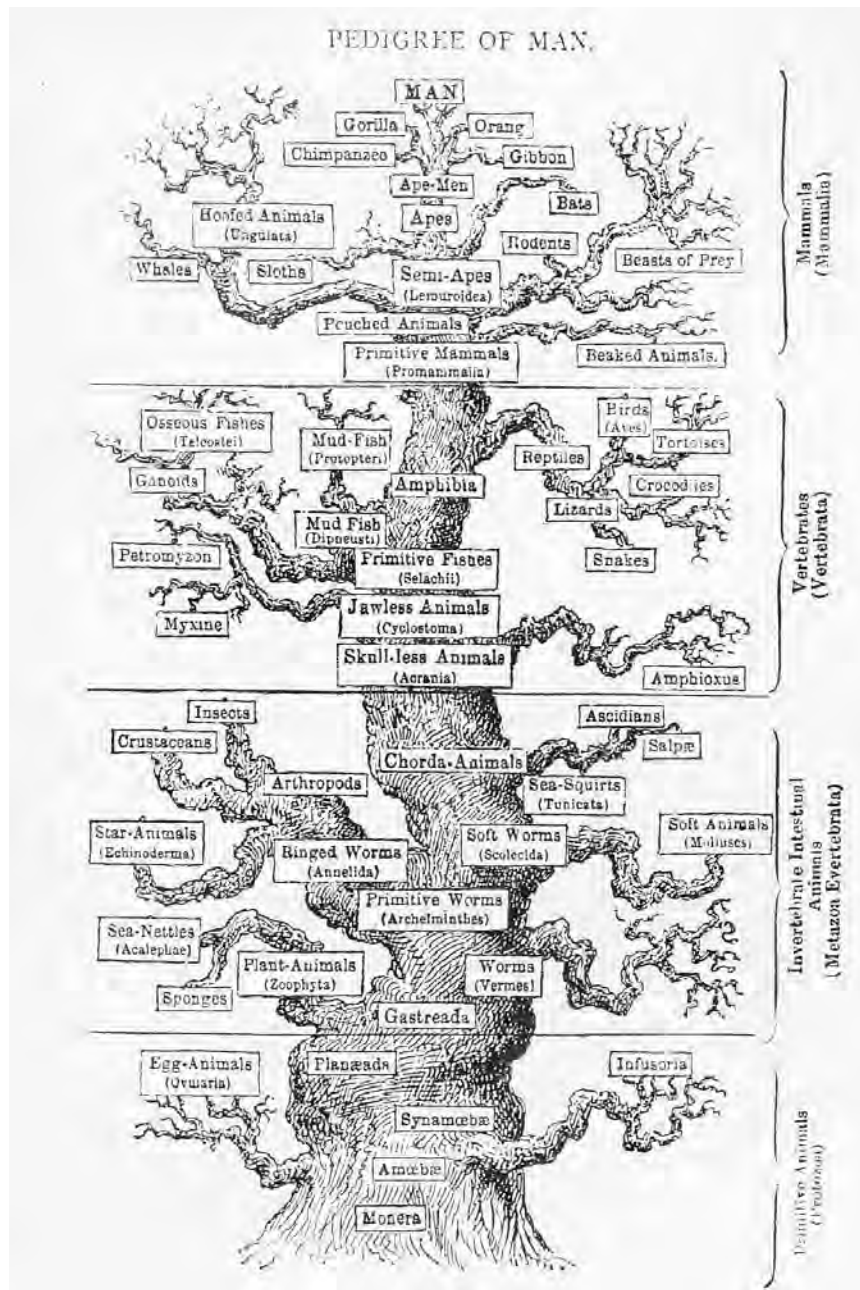 PEDIGREE OF MAN.
MAN
Gorilla
Orang
Chimpanzee
Gibbon
Ape-Men
Bats
Hoofed Animals
(Ungulata)
Apes
Rodents
Whales
Sloths
Semi-Apes
(Lemuroidea)
Beasts of Prey
Pouched Animals
Primitive Mammals
(Promammalia)
Beaked Animals.
Mammals
(Mammalia)
Osseous Fishes
(Teleostei)
Mud-Fish
(Protopteri)
Birds
(Aves)
Tortoises
Reptiles
Ganoids
Amphibia
Crocodiles
Lizards
Mud Fish
(Dipneusti)
Petromyzon
Primitive Fishes
(Selachii)
Snakes
Jawless Animals
(Cyclostoma)
Myxine
Skull-less Animals
(Acrania)
Amphioxus
Vertebrates
(Vertebrata)
Insects
Ascidians
Crustaceans
Salpæ
Chorda-Animals
Arthropods
Sea-Squirts
(Tunicata)
Star-Animals
(Echinoderma)
Ringed Worms
(Annelida)
Soft Worms
(Scolecida)
Soft Animals
(Molluscs)
Primitive Worms
(Archelminthes)
Sea-Nettles
(Acalephae)
Plant-Animals
(Zoophyta)
Worms
(Vermes)
Sponges
Gastreada
Invertebrate Intestinal
Animals
(Metazoa Evertebrata)
Egg-Animals
(Ovularia)
Planæads
Infusoria
Synamœbæ
Amœbæ
Monera
Primitive Animals
(Protozoa)